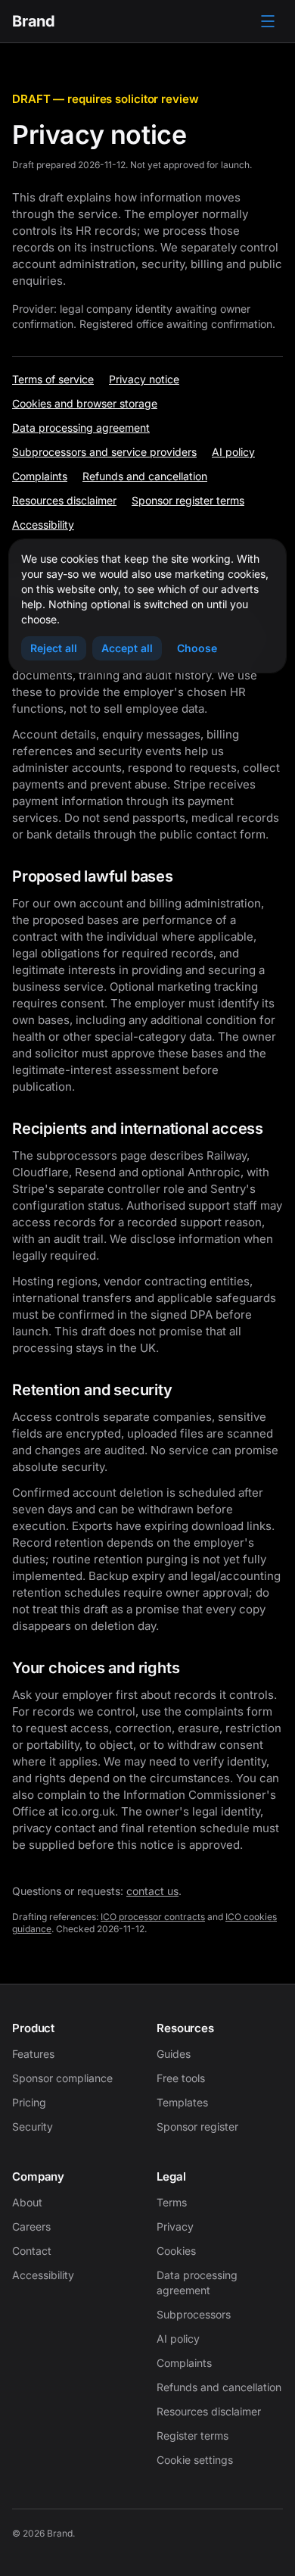 Brand
DRAFT — requires solicitor review
Privacy notice
Draft prepared 2026-11-12. Not yet approved for launch.
This draft explains how information moves
through the service. The employer normally
controls its HR records; we process those
records on its instructions. We separately control
account administration, security, billing and public
enquiries.
Provider: legal company identity awaiting owner
confirmation. Registered office awaiting confirmation.
Terms of service Privacy notice
Cookies and browser storage
Data processing agreement
Subprocessors and service providers AI policy
Complaints Refunds and cancellation
Resources disclaimer Sponsor register terms
Accessibility
We use cookies that keep the site working. With
your say-so we would also use marketing cookies,
on this website only, to see which of our adverts
help. Nothing optional is switched on until you
choose.
Reject all Accept all Choose
documents, training and audit history. We use
these to provide the employer's chosen HR
functions, not to sell employee data.
Account details, enquiry messages, billing
references and security events help us
administer accounts, respond to requests, collect
payments and prevent abuse. Stripe receives
payment information through its payment
services. Do not send passports, medical records
or bank details through the public contact form.
Proposed lawful bases
For our own account and billing administration,
the proposed bases are performance of a
contract with the individual where applicable,
legal obligations for required records, and
legitimate interests in providing and securing a
business service. Optional marketing tracking
requires consent. The employer must identify its
own bases, including any additional condition for
health or other special-category data. The owner
and solicitor must approve these bases and the
legitimate-interest assessment before
publication.
Recipients and international access
The subprocessors page describes Railway,
Cloudflare, Resend and optional Anthropic, with
Stripe's separate controller role and Sentry's
configuration status. Authorised support staff may
access records for a recorded support reason,
with an audit trail. We disclose information when
legally required.
Hosting regions, vendor contracting entities,
international transfers and applicable safeguards
must be confirmed in the signed DPA before
launch. This draft does not promise that all
processing stays in the UK.
Retention and security
Access controls separate companies, sensitive
fields are encrypted, uploaded files are scanned
and changes are audited. No service can promise
absolute security.
Confirmed account deletion is scheduled after
seven days and can be withdrawn before
execution. Exports have expiring download links.
Record retention depends on the employer's
duties; routine retention purging is not yet fully
implemented. Backup expiry and legal/accounting
retention schedules require owner approval; do
not treat this draft as a promise that every copy
disappears on deletion day.
Your choices and rights
Ask your employer first about records it controls.
For records we control, use the complaints form
to request access, correction, erasure, restriction
or portability, to object, or to withdraw consent
where it applies. We may need to verify identity,
and rights depend on the circumstances. You can
also complain to the Information Commissioner's
Office at ico.org.uk. The owner's legal identity,
privacy contact and final retention schedule must
be supplied before this notice is approved.
Questions or requests: contact us.
Drafting references: ICO processor contracts and ICO cookies
guidance. Checked 2026-11-12.
Product
Features
Sponsor compliance
Pricing
Security
Resources
Guides
Free tools
Templates
Sponsor register
Company
About
Careers
Contact
Accessibility
Legal
Terms
Privacy
Cookies
Data processing
agreement
Subprocessors
AI policy
Complaints
Refunds and cancellation
Resources disclaimer
Register terms
Cookie settings
© 2026 Brand.